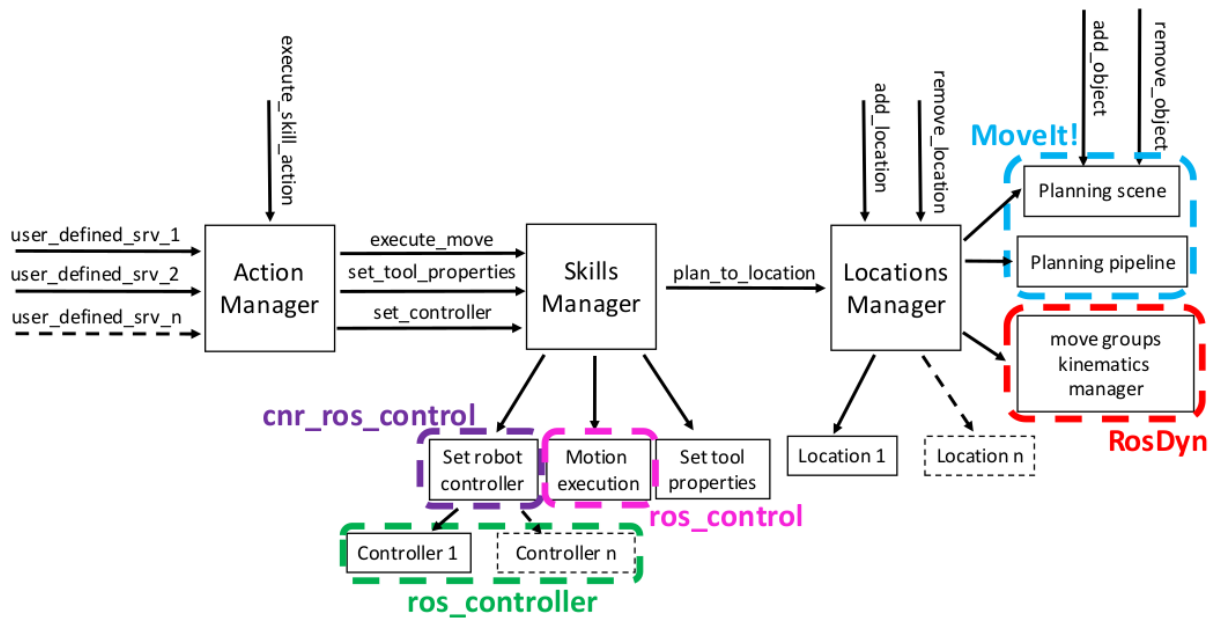 execute_skill_action
add_location
remove_location
add_object
remove_object
MoveIt!
Planning scene
Planning pipeline
user_defined_srv_1
user_defined_srv_2
user_defined_srv_n
Action
Manager
execute_move
set_tool_properties
set_controller
Skills
Manager
plan_to_location
Locations
Manager
move groups
kinematics
manager
RosDyn
cnr_ros_control
Set robot
controller
Motion
execution
Set tool
properties
Location 1
Location n
ros_control
Controller 1
Controller n
ros_controller